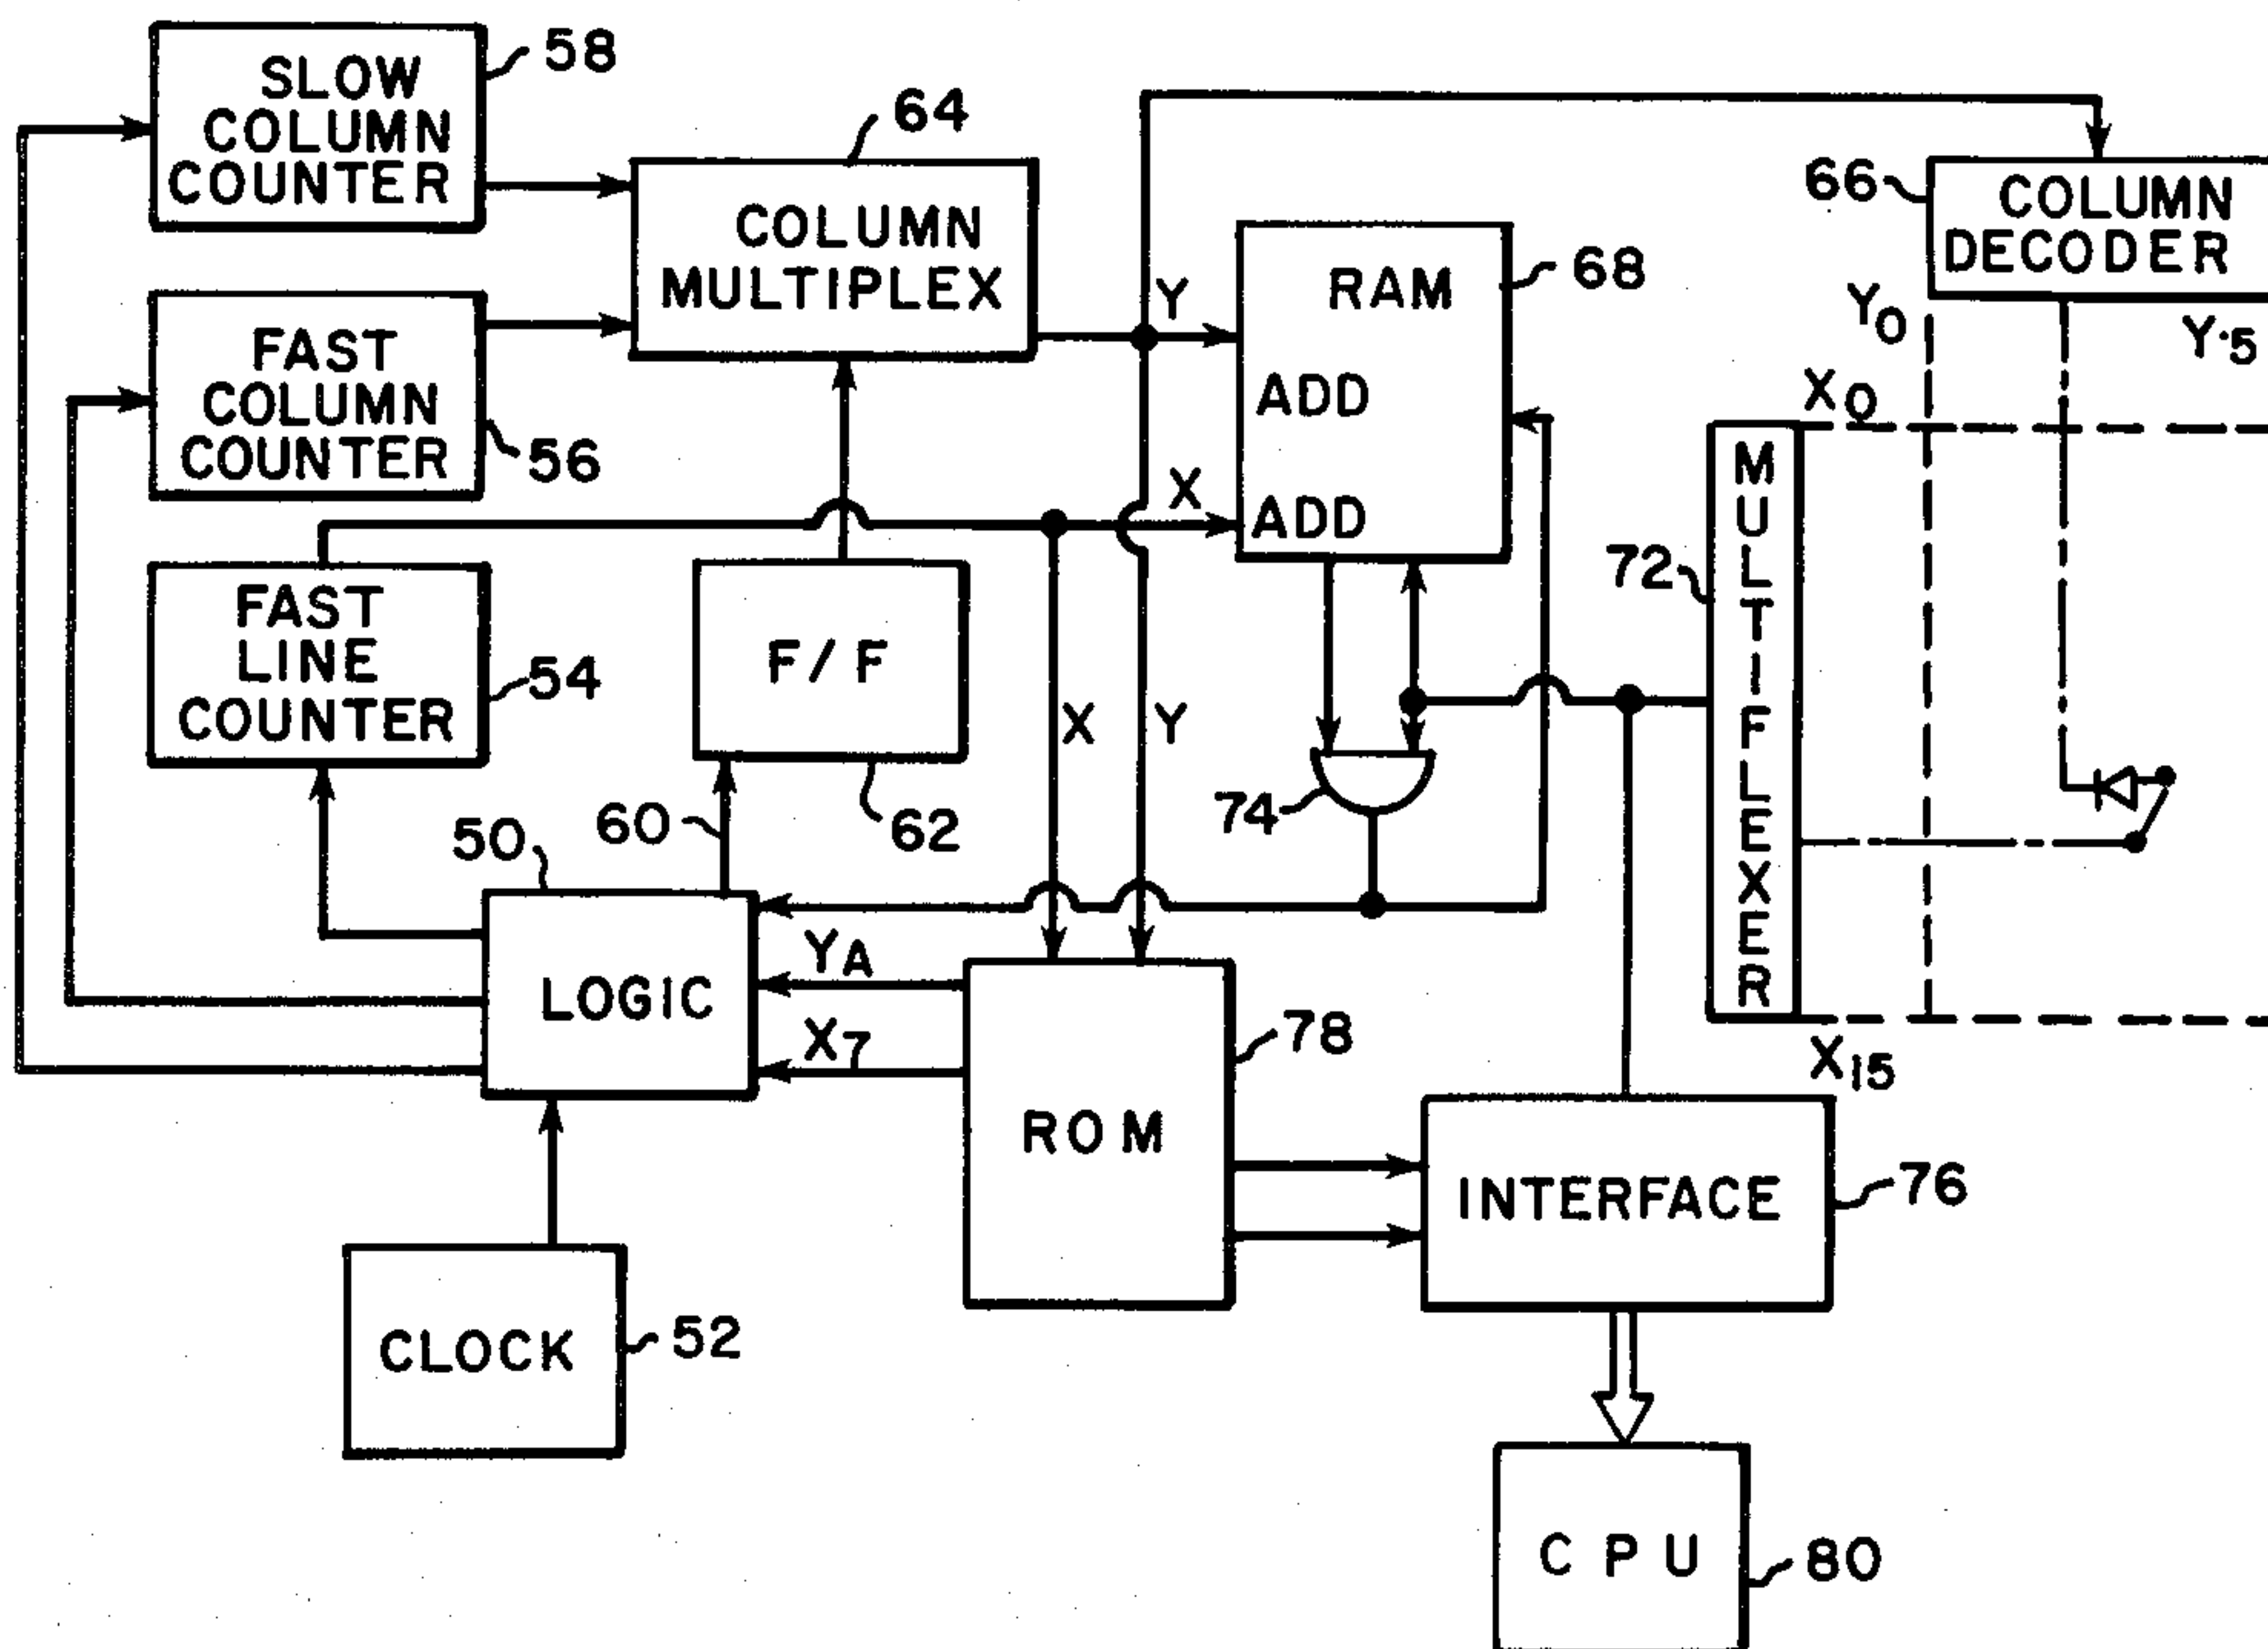 SLOW
COLUMN
COUNTER
58
FAST
COLUMN
COUNTER
56
FAST
LINE
COUNTER
54
64
COLUMN
MULTIPLEX
F/F
62
60
50
LOGIC
CLOCK
52
Y
X
X
Y
YA
X7
RAM
ADD
ADD
68
74
ROM
78
INTERFACE
76
CPU
80
72
MULTIFLEXER
66
COLUMN
DECODER
Y0
Y·5
X0
X15